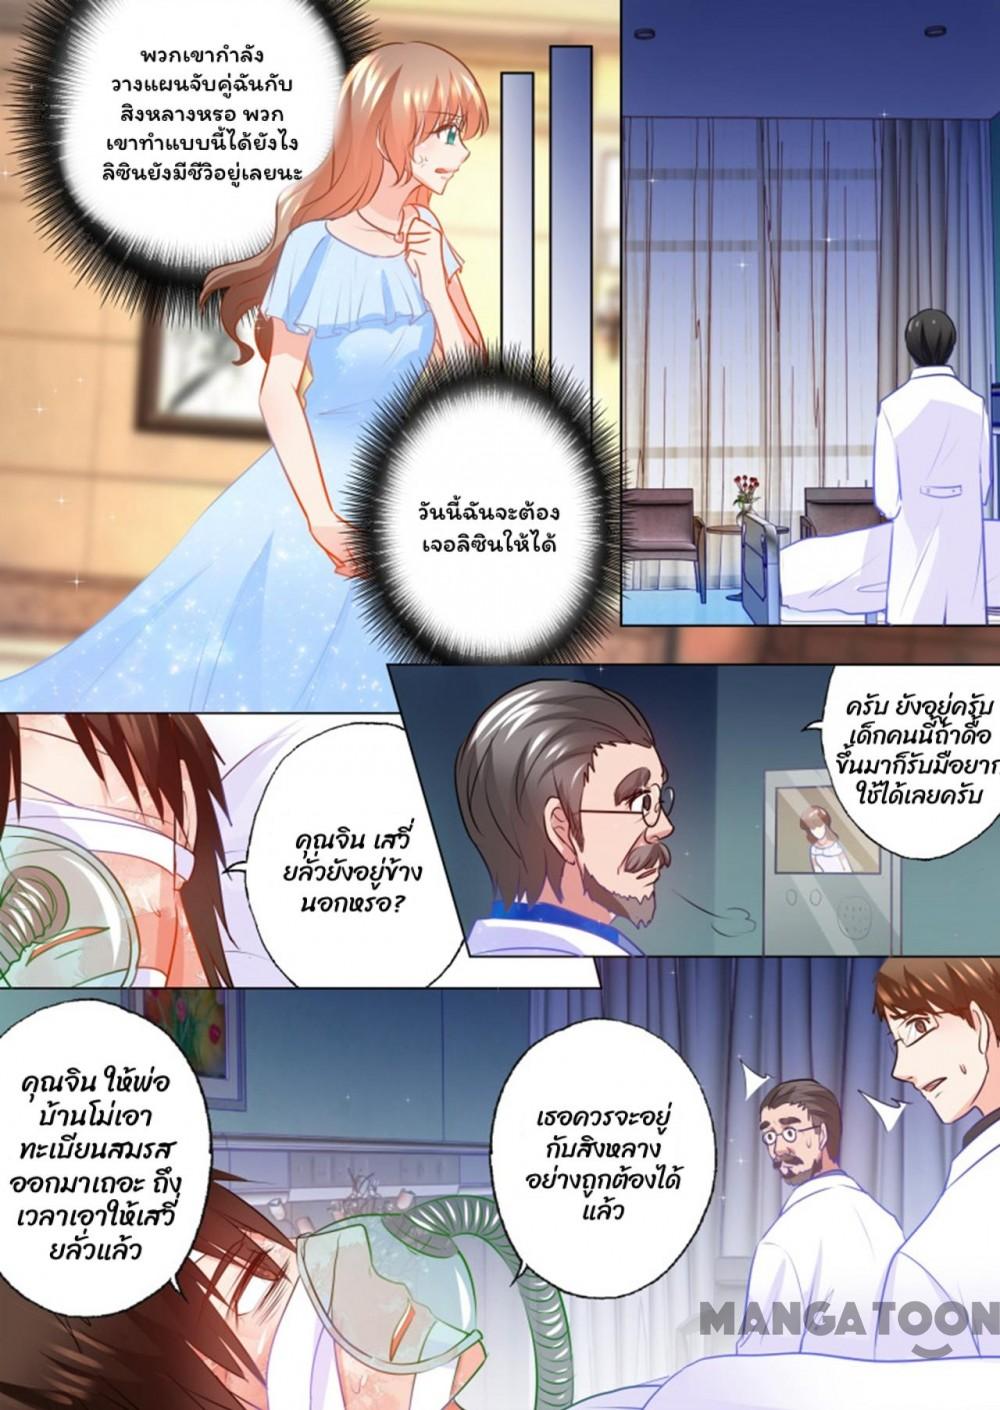 พวกเขากำลัง
วางแผนจับคู่ฉันกับ
สิงหลางหรอ พวก
เขาทำแบบนี้ได้ยังไง
ลิซินยังมีชีวิอยู่เลยนะ
วันนี้ฉันจะต้อง
เจอลิซินให้ได้
คุณจิน เสวี่
ยลั่วยังอยู่ข้าง
นอกหรอ?
ครับ ยังอยู่ครับ
เด็กคนนี้ถ้าดื้อ
ขึ้นมาก็รับมือยาก
ใช้ได้เลยครับ
คุณจิน ให้พ่อ
บ้านโม่เอา
ทะเบียนสมรส
ออกมาเถอะ ถึง
เวลาเอาให้เสวี่
ยลั่วแล้ว
เธอควรจะอยู่
กับสิงหลาง
อย่างถูกต้องได้
แล้ว
MANGATOON